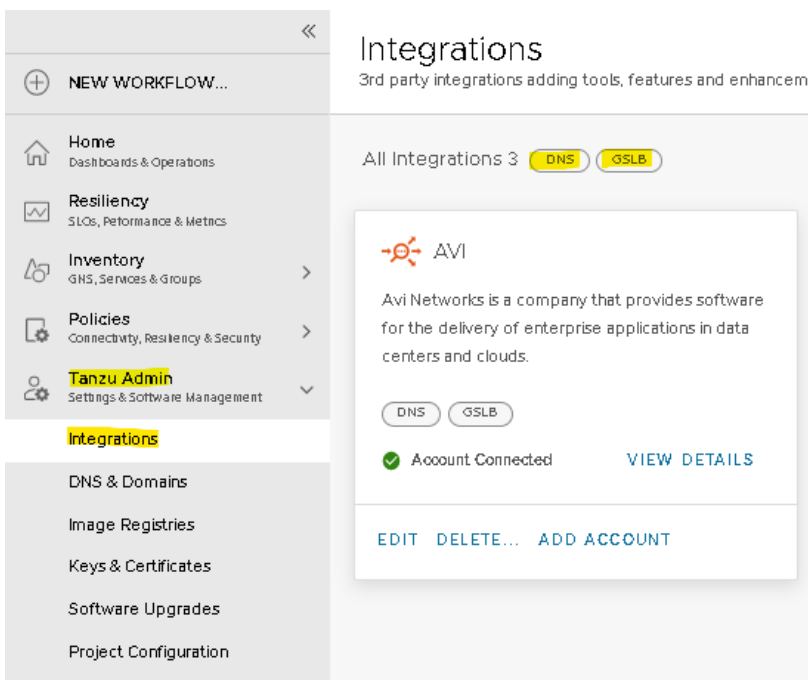 NEW WORKFLOW...
Home
Dashboards & Operations
Resiliency
SLOs, Peformance & Metrics
Inventory
GNS, Services & Groups
Policies
Connectivity, Resiliency & Security
Tanzu Admin
Settings & Software Management
Integrations
DNS & Domains
Image Registries
Keys & Certificates
Software Upgrades
Project Configuration
Integrations
3rd party integrations adding tools, features and enhancem
All Integrations 3 DNS GSLB
AVI
Avi Networks is a company that provides software
for the delivery of enterprise applications in data
centers and clouds.
DNS GSLB
Account Connected VIEW DETAILS
EDIT DELETE... ADD ACCOUNT